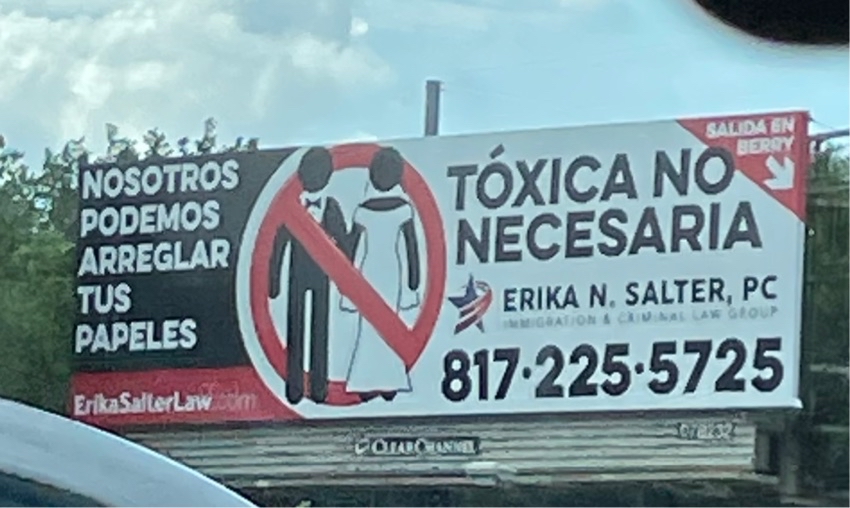 NOSOTROS
PODEMOS
ARREGLAR
TUS
PAPELES
ErikaSalterLaw.com
TÓXICA NO
NECESARIA
SALIDA EN
BERRY
ERIKA N. SALTER, PC
IMMIGRATION & CRIMINAL LAW GROUP
817·225·5725
CLEAR CHANNEL